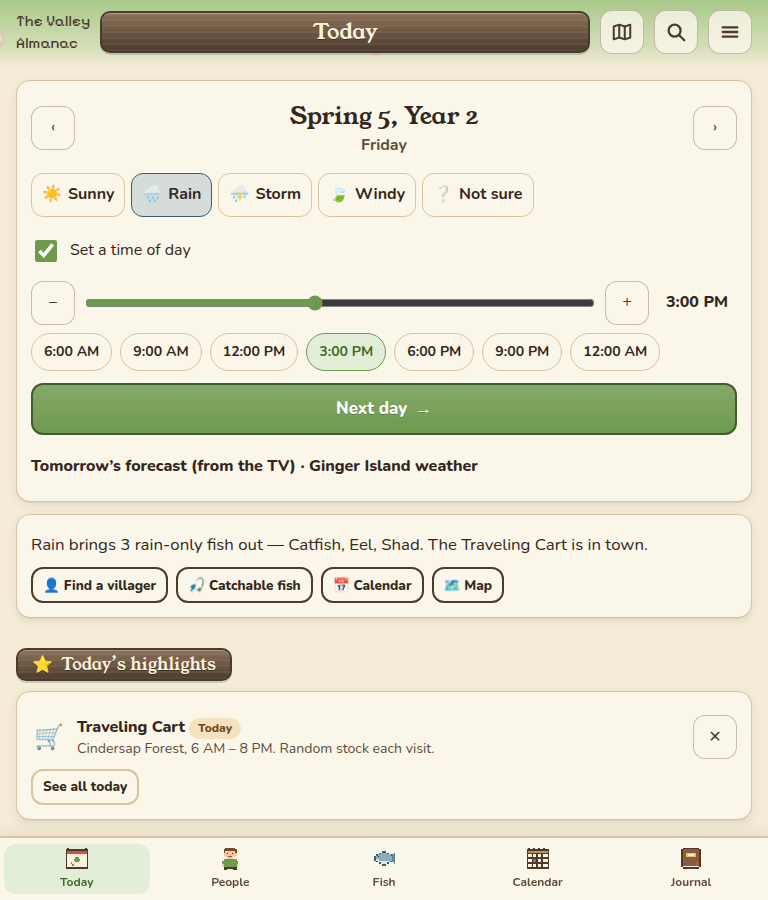 The Valley
Almanac
Today
‹
Spring 5, Year 2
›
Friday
☀️ Sunny
🌧️ Rain
⛈️ Storm
🍃 Windy
❔ Not sure
Set a time of day
−
+
3:00 PM
6:00 AM
9:00 AM
12:00 PM
3:00 PM
6:00 PM
9:00 PM
12:00 AM
Next day →
Tomorrow’s forecast (from the TV) · Ginger Island weather
Rain brings 3 rain-only fish out — Catfish, Eel, Shad. The Traveling Cart is in town.
👤 Find a villager
🎣 Catchable fish
📅 Calendar
🗺️ Map
⭐ Today’s highlights
Traveling Cart Today
Cindersap Forest, 6 AM – 8 PM. Random stock each visit.
✕
See all today
Today
People
Fish
Calendar
Journal